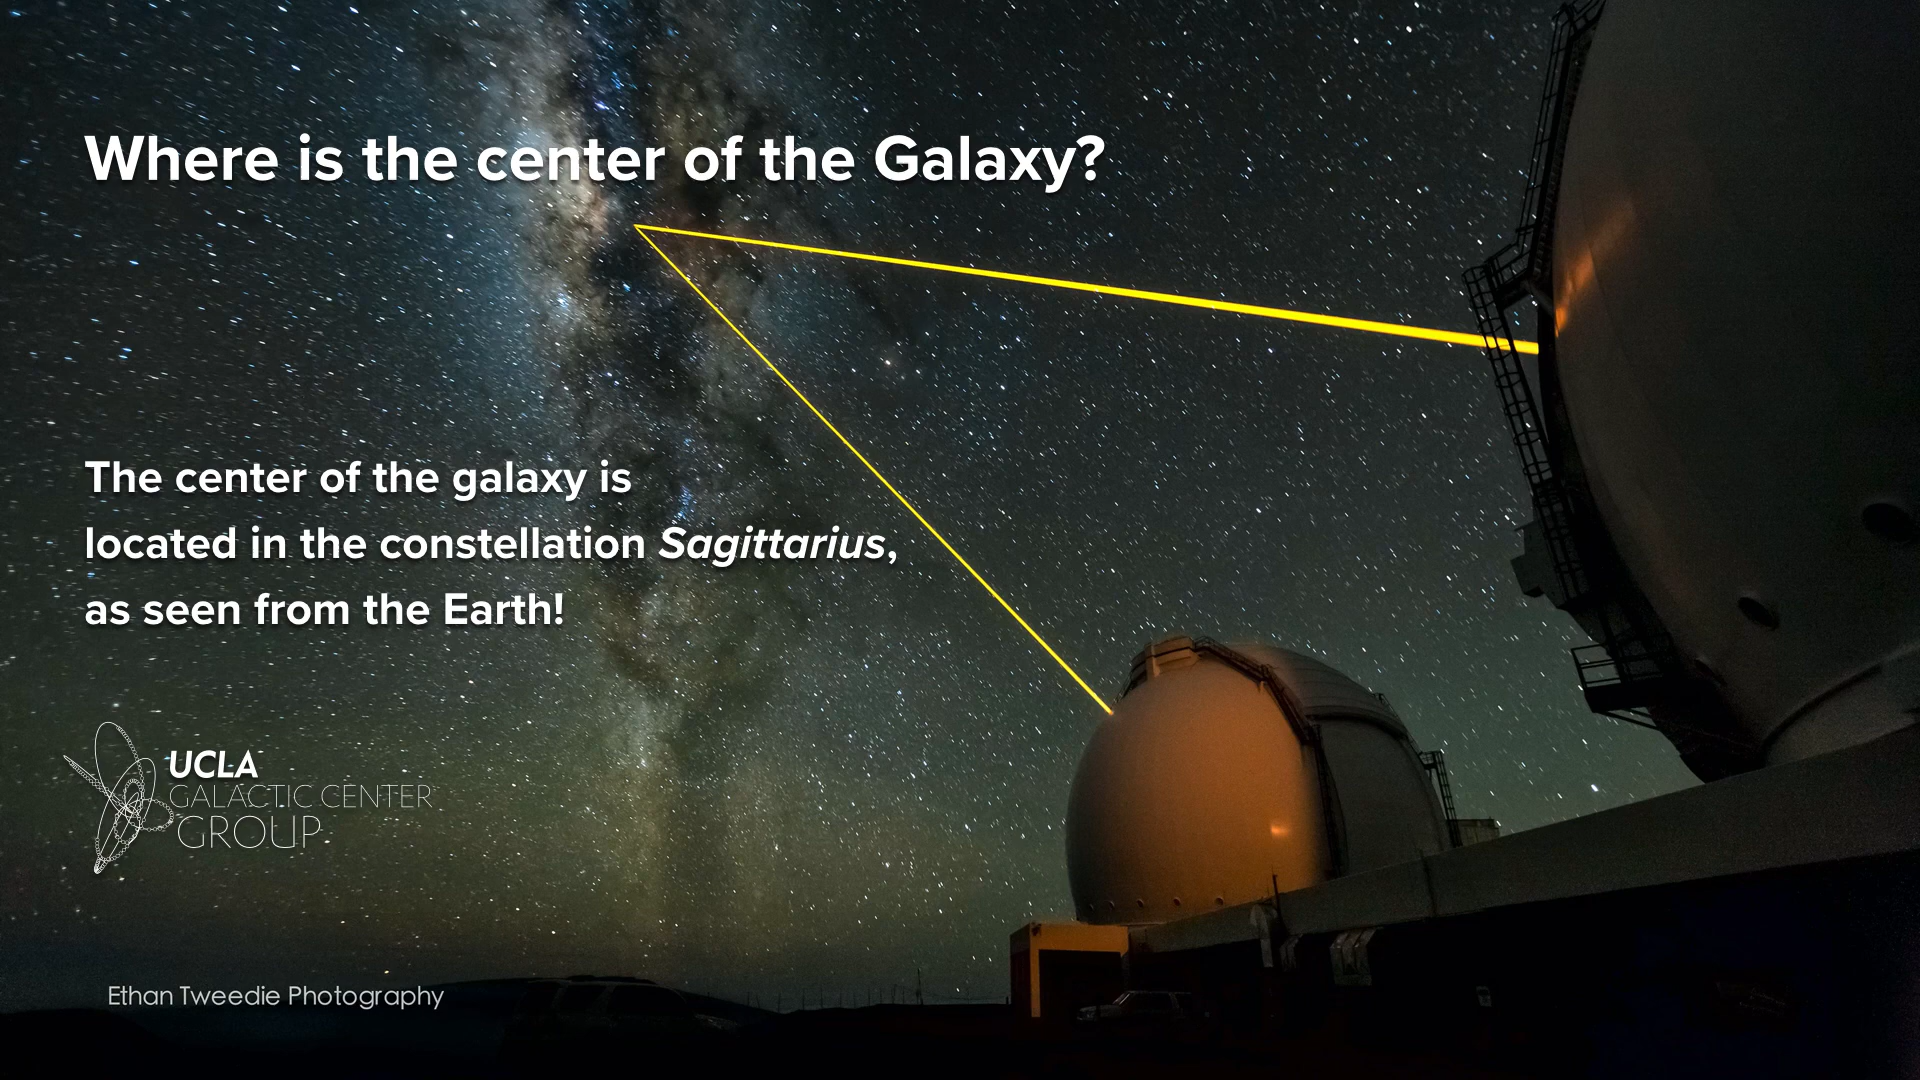 Where is the center of the Galaxy?
The center of the galaxy is
located in the constellation Sagittarius,
as seen from the Earth!
UCLA
GALACTIC CENTER
GROUP
Ethan Tweedie Photography